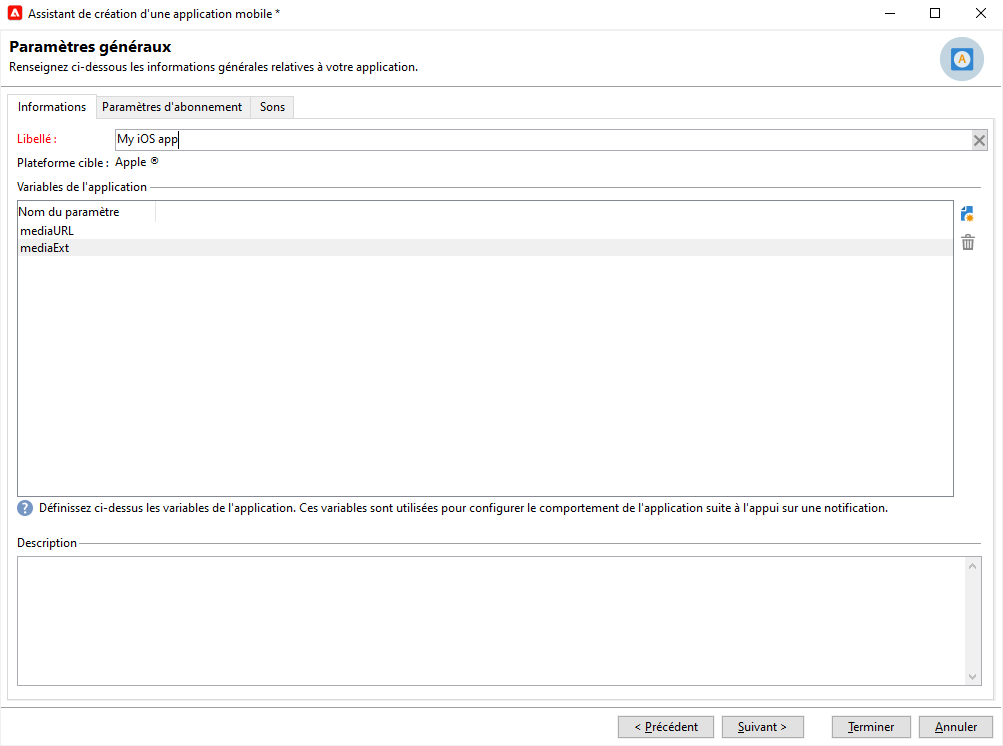 Assistant de création d'une application mobile *
Paramètres généraux
Renseignez ci-dessous les informations générales relatives à votre application.
Informations Paramètres d'abonnement Sons
Libellé : My iOS app
Plateforme cible : Apple ®
Variables de l'application
Nom du paramètre
mediaURL
mediaExt
? Définissez ci-dessus les variables de l'application. Ces variables sont utilisées pour configurer le comportement de l'application suite à l'appui sur une notification.
Description
< Précédent Suivant > Terminer Annuler